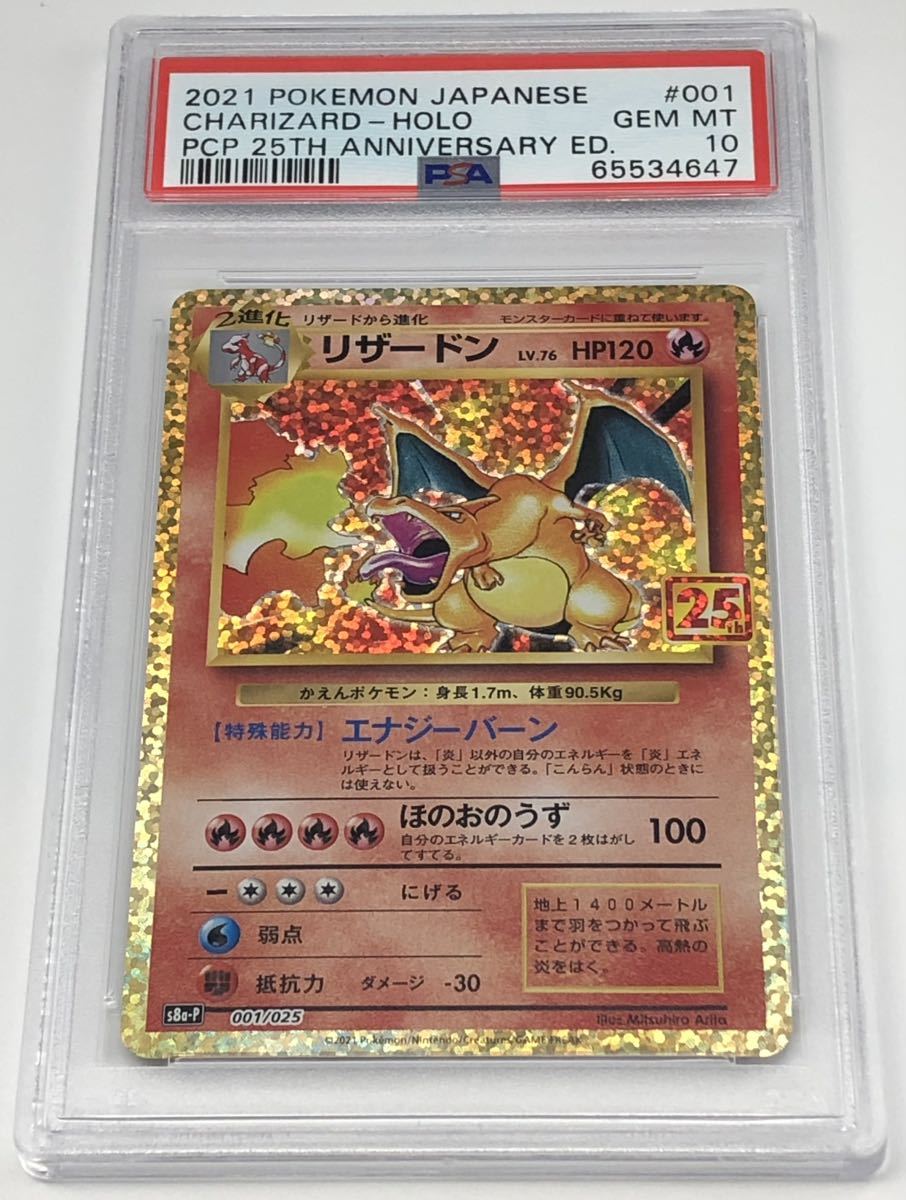 2021 POKEMON JAPANESE #001
CHARIZARD-HOLO GEM MT
PCP 25TH ANNIVERSARY ED. 10
PSA 65534647
2進化 リザードから進化 モンスターカードに重ねて使います。
リザードン LV.76 HP120
25th
かえんポケモン：身長1.7m、体重90.5Kg
【特殊能力】 エナジーバーン
リザードンは、「炎」以外の自分のエネルギーを「炎」エネ
ルギーとして扱うことができる。「こんらん」状態のときに
は使えない。
ほのおのうず 100
自分のエネルギーカードを2枚はがし
てすてる。
ー にげる
弱点
抵抗力 ダメージ -30
地上1400メートル
まで羽をつかって飛ぶ
ことができる。高熱の
炎をはく。
s8a-P 001/025 Illus. Mitsuhiro Arita
©2021 Pokémon/Nintendo/Creatures/GAME FREAK